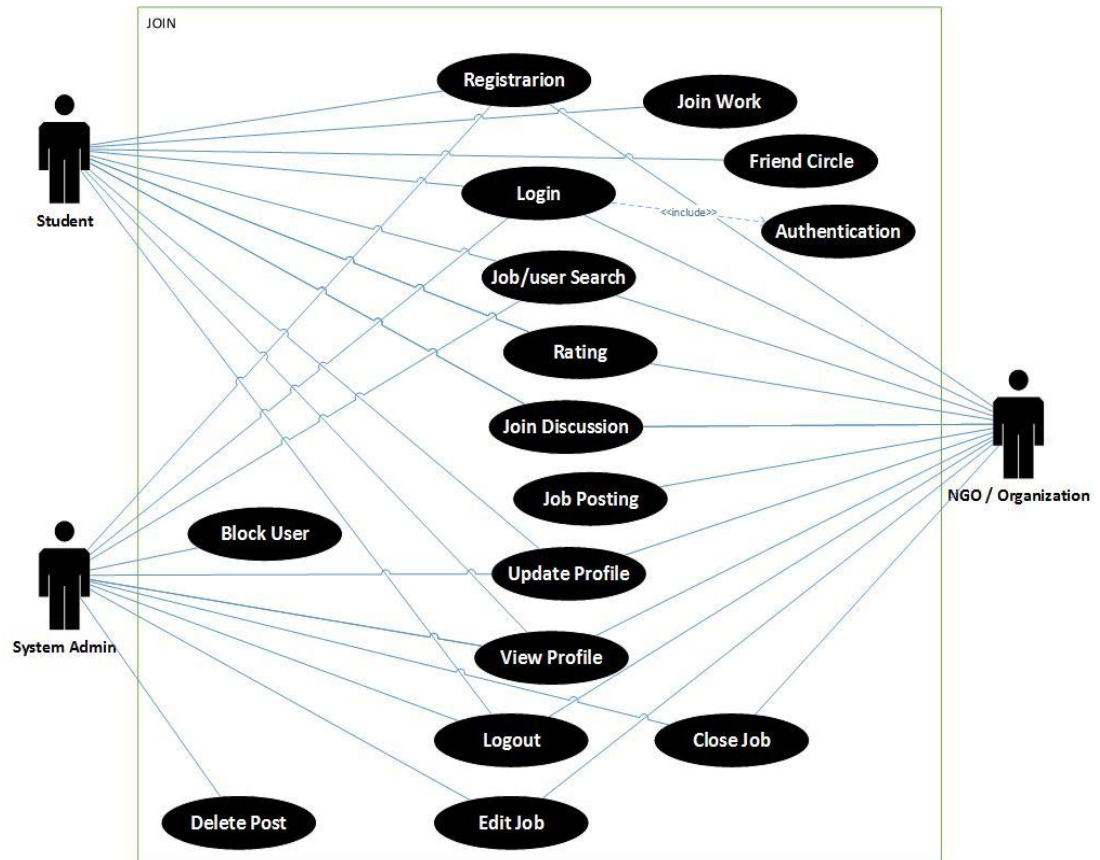 JOIN
Registrarion
Join Work
Friend Circle
Student
Login
<<include>>
Authentication
Job/user Search
Rating
Join Discussion
Job Posting
NGO / Organization
Block User
Update Profile
System Admin
View Profile
Logout
Close Job
Delete Post
Edit Job